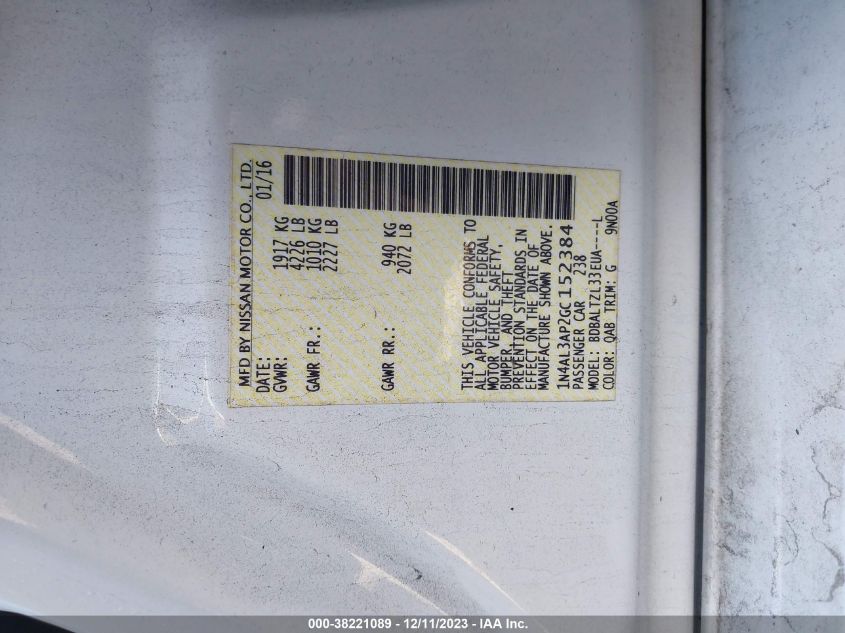 MFD BY NISSAN MOTOR CO., LTD.
DATE: 01/16
GVWR: 1917 KG
4226 LB
GAWR FR.: 1010 KG
2227 LB
GAWR RR.: 940 KG
2072 LB
THIS VEHICLE CONFORMS TO
ALL APPLICABLE FEDERAL
MOTOR VEHICLE SAFETY,
BUMPER, AND THEFT
PREVENTION STANDARDS IN
EFFECT ON THE DATE OF
MANUFACTURE SHOWN ABOVE.
1N4AL3AP2GC152384
PASSENGER CAR 238
MODEL: BDBALTZL33EUA----L
COLOR: QAB TRIM: G 9N00A
000-38221089 - 12/11/2023 - IAA Inc.